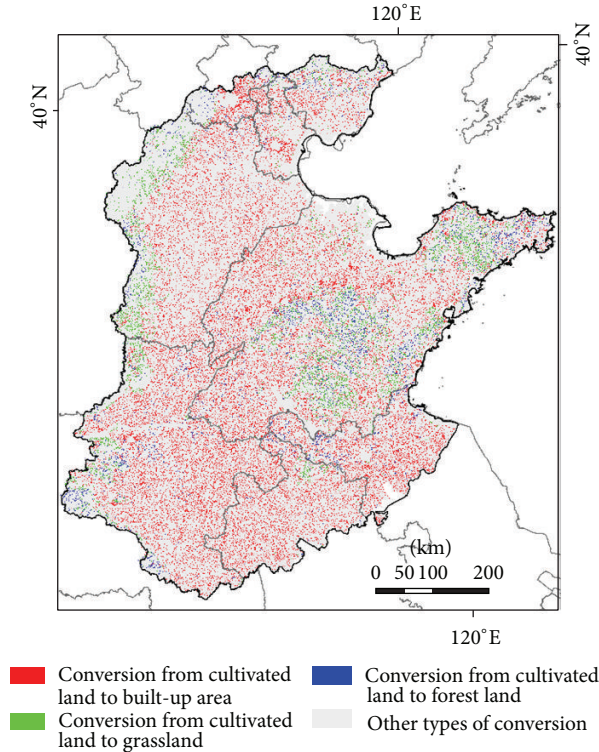 120°E
40°N
40°N
(km)
0 50 100 200
120°E
Conversion from cultivated
land to built-up area
Conversion from cultivated
land to grassland
Conversion from cultivated
land to forest land
Other types of conversion